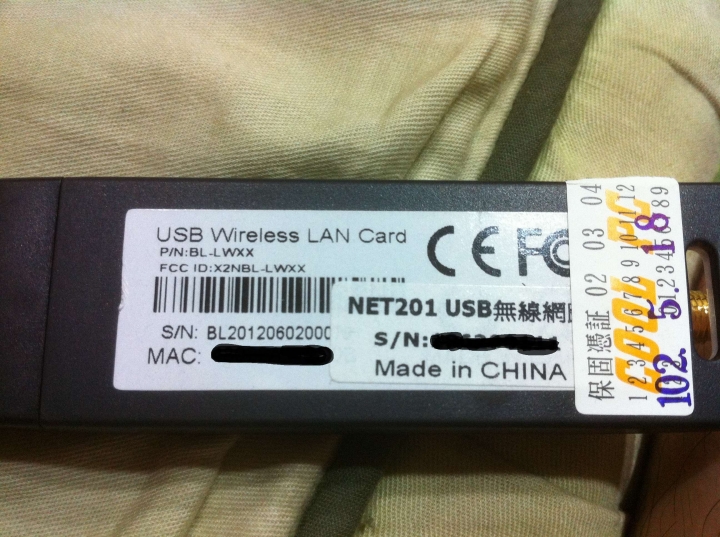 USB Wireless LAN Card
P/N:BL-LWXX
FCC ID:X2NBL-LWXX
CE FC
S/N: BL20120602000
MAC:
NET201 USB無線網
S/N:
Made in CHINA
保固憑証 02 03 04
1 2 3 4 5 6 7 8 9 10 11 12
COOL PC
102 5. 18